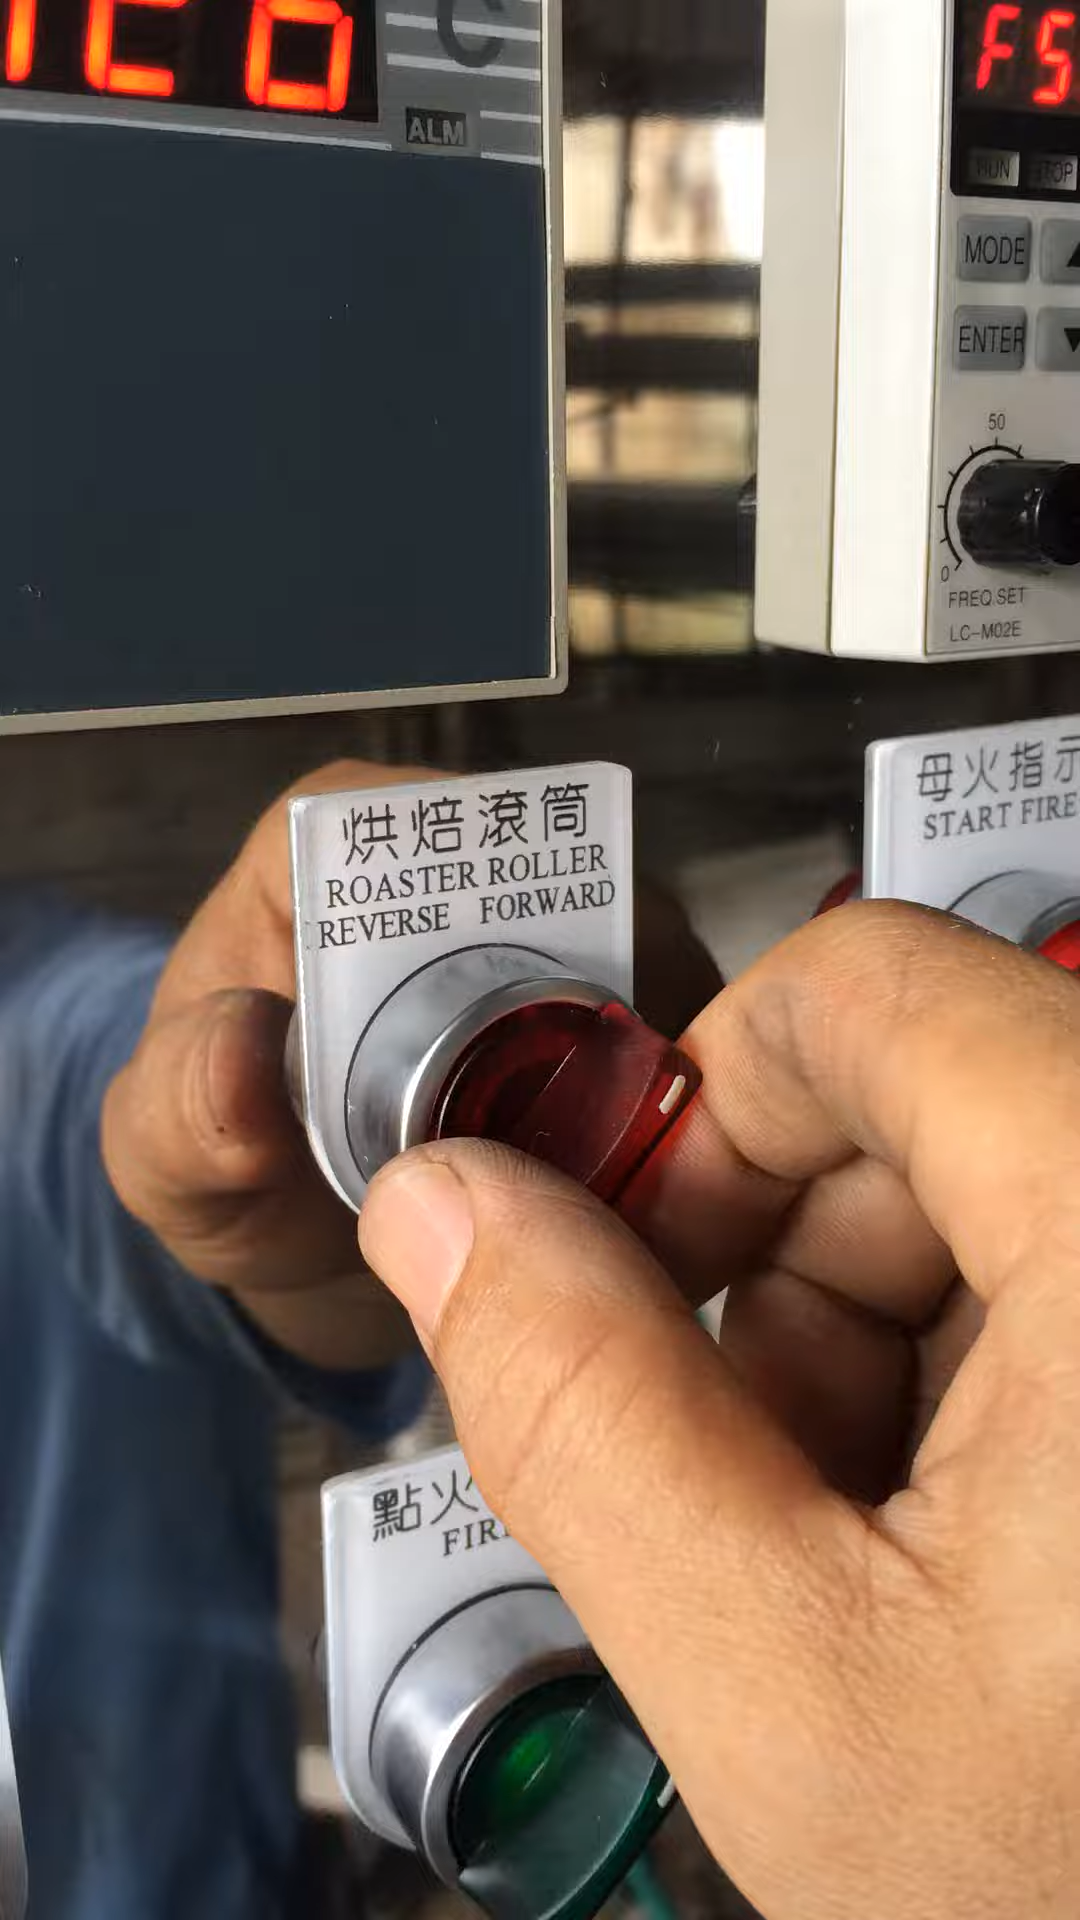 C
ALM
F5
RUN STOP
MODE
ENTER
50
0
FREQ.SET
LC-M02E
烘焙滾筒
ROASTER ROLLER
REVERSE FORWARD
母火指示
START FIRE
點火